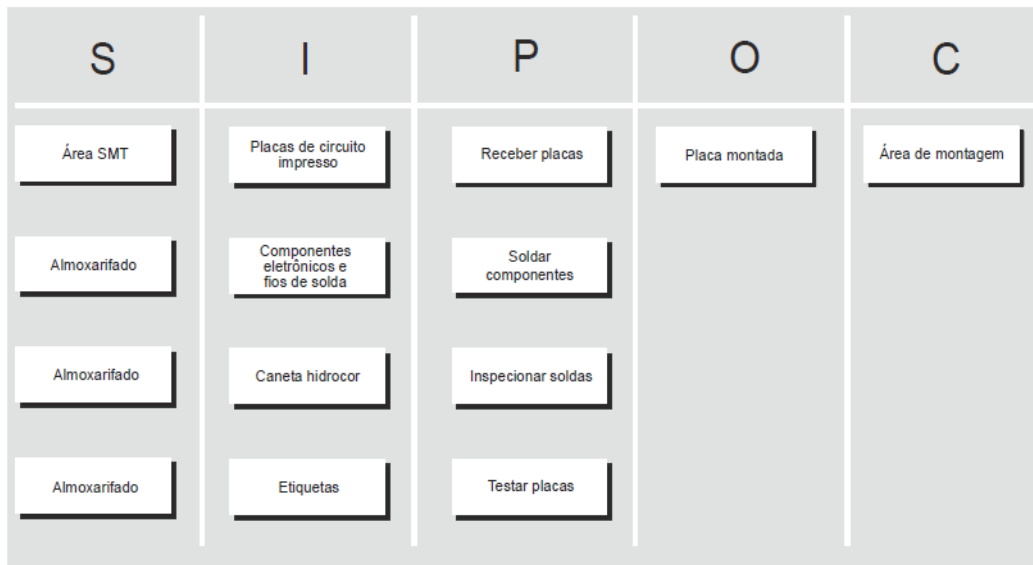 S I P O C
Área SMT
Placas de circuito
impresso
Receber placas
Placa montada
Área de montagem
Almoxarifado
Componentes
eletrônicos e
fios de solda
Soldar
componentes
Almoxarifado
Caneta hidrocor
Inspecionar soldas
Almoxarifado
Etiquetas
Testar placas